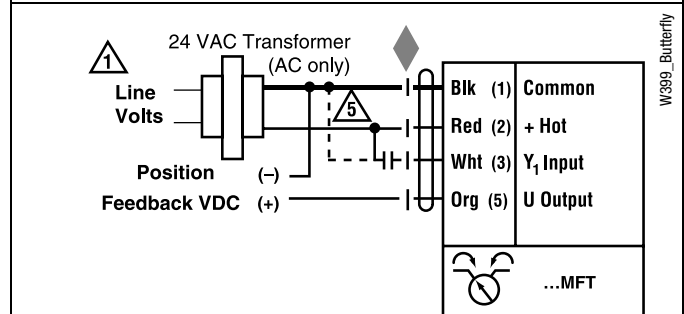 24 VAC Transformer
(AC only)
1
Line
Volts
5
Position (–)
Feedback VDC (+)
Blk (1) Common
Red (2) + Hot
Wht (3) Y1 Input
Org (5) U Output
...MFT
W399_Butterfly